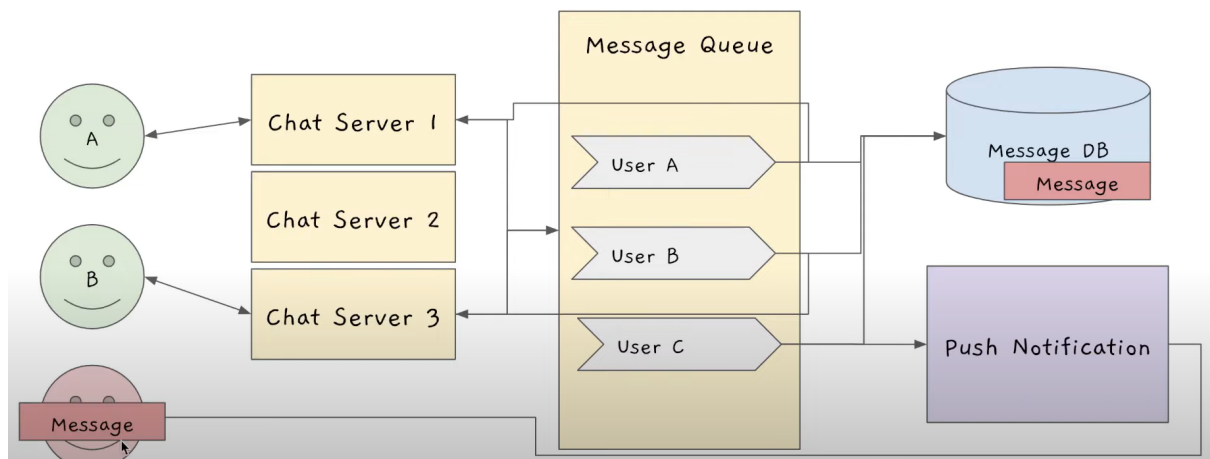 Message Queue
A
Chat Server 1
User A
Message DB
Message
Chat Server 2
B
User B
Chat Server 3
User C
Push Notification
Message